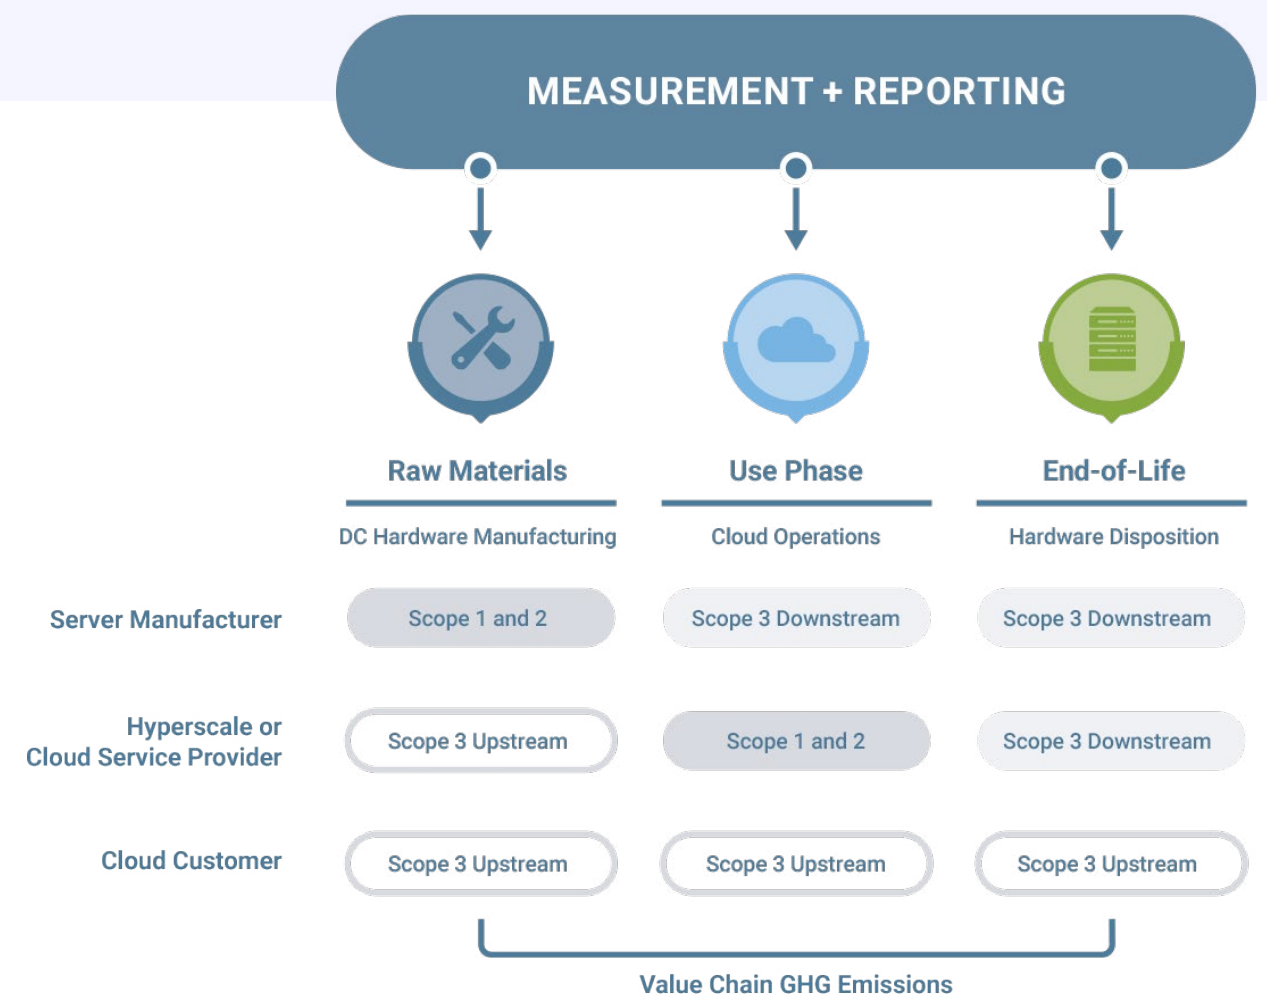 MEASUREMENT + REPORTING
Raw Materials
Use Phase
End-of-Life
DC Hardware Manufacturing
Cloud Operations
Hardware Disposition
Server Manufacturer
Scope 1 and 2
Scope 3 Downstream
Scope 3 Downstream
Hyperscale or
Cloud Service Provider
Scope 3 Upstream
Scope 1 and 2
Scope 3 Downstream
Cloud Customer
Scope 3 Upstream
Scope 3 Upstream
Scope 3 Upstream
Value Chain GHG Emissions